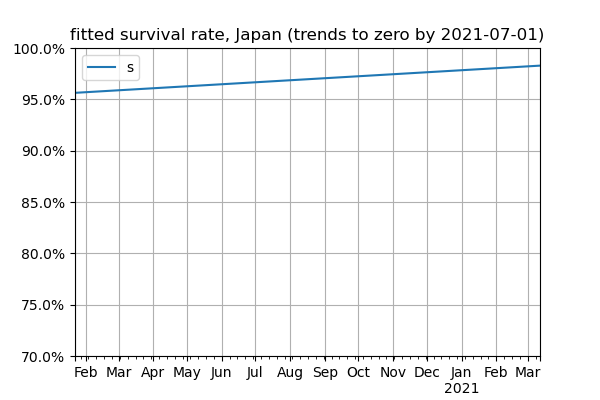 fitted survival rate, Japan (trends to zero by 2021-07-01)
100.0%
s
95.0%
90.0%
85.0%
80.0%
75.0%
70.0%
Feb Mar Apr May Jun Jul Aug Sep Oct Nov Dec Jan Feb Mar
2021